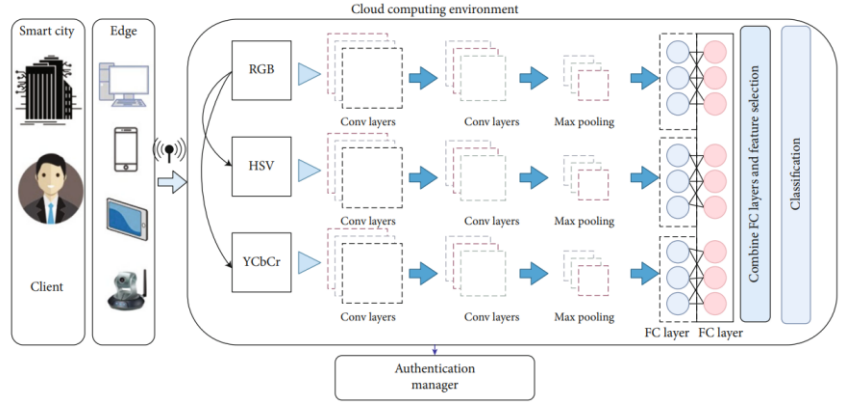 Cloud computing environment
Smart city
Client
Edge
RGB
Conv layers
Conv layers
Max pooling
HSV
Conv layers
Conv layers
Max pooling
YCbCr
Conv layers
Conv layers
Max pooling
FC layer
FC layer
Combine FC layers and feature selection
Classification
Authentication
manager